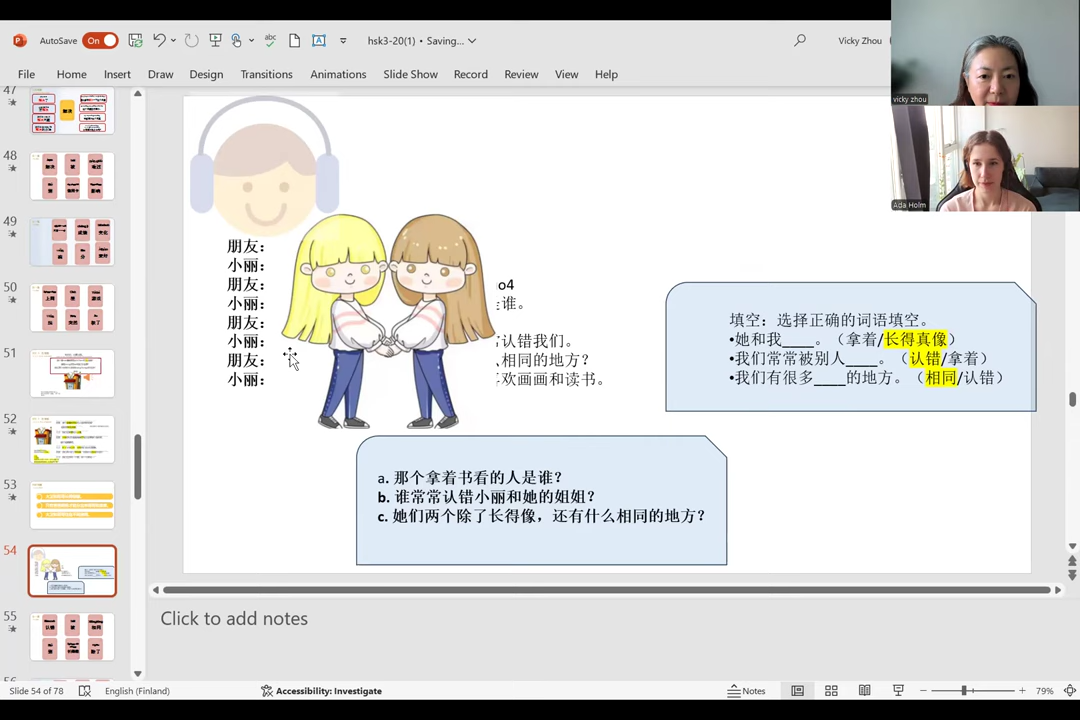 AutoSave On hsk3-20(1) • Saving... Vicky Zhou
File Home Insert Draw Design Transitions Animations Slide Show Record Review View Help
vicky zhou
Ada Holm
47
48
49
50
51
52
53
54
55
朋友：
小丽：
朋友： o4
小丽： 谁。
朋友：
小丽： 认错我们。
朋友： 相同的地方？
小丽： 欢画画和读书。
填空：选择正确的词语填空。
•她和我____。（拿着/长得真像）
•我们常常被别人____。（认错/拿着）
•我们有很多____的地方。（相同/认错）
a. 那个拿着书看的人是谁？
b. 谁常常认错小丽和她的姐姐？
c. 她们两个除了长得像，还有什么相同的地方？
Click to add notes
Slide 54 of 78 English (Finland) Accessibility: Investigate Notes 79%